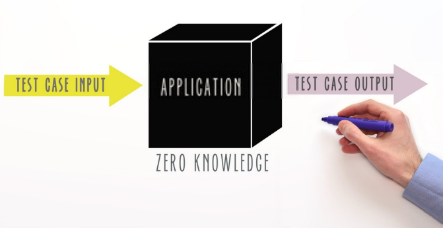 TEST CASE INPUT
APPLICATION
TEST CASE OUTPUT
ZERO KNOWLEDGE